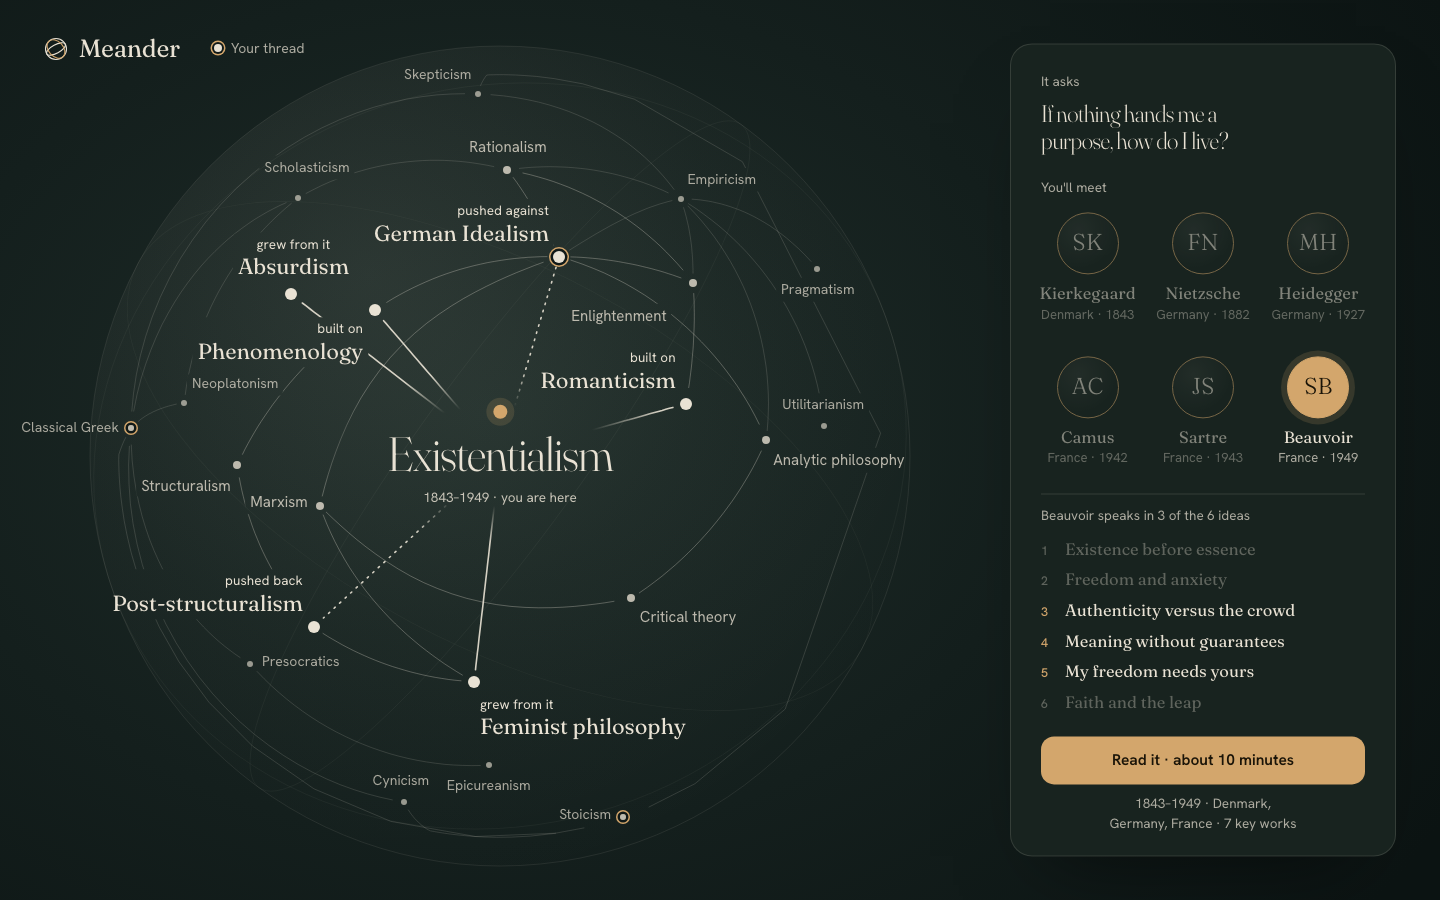 Meander
Your thread
Skepticism
Rationalism
Scholasticism
Empiricism
pushed against
German Idealism
grew from it
Absurdism
Pragmatism
Enlightenment
built on
Phenomenology
built on
Romanticism
Neoplatonism
Utilitarianism
Classical Greek
Existentialism
1843–1949 · you are here
Analytic philosophy
Structuralism
Marxism
pushed back
Post-structuralism
Critical theory
Presocratics
grew from it
Feminist philosophy
Cynicism
Epicureanism
Stoicism
It asks
If nothing hands me a
purpose, how do I live?
You'll meet
SK
FN
MH
Kierkegaard
Nietzsche
Heidegger
Denmark · 1843
Germany · 1882
Germany · 1927
AC
JS
SB
Camus
Sartre
Beauvoir
France · 1942
France · 1943
France · 1949
Beauvoir speaks in 3 of the 6 ideas
1 Existence before essence
2 Freedom and anxiety
3 Authenticity versus the crowd
4 Meaning without guarantees
5 My freedom needs yours
6 Faith and the leap
Read it · about 10 minutes
1843–1949 · Denmark,
Germany, France · 7 key works